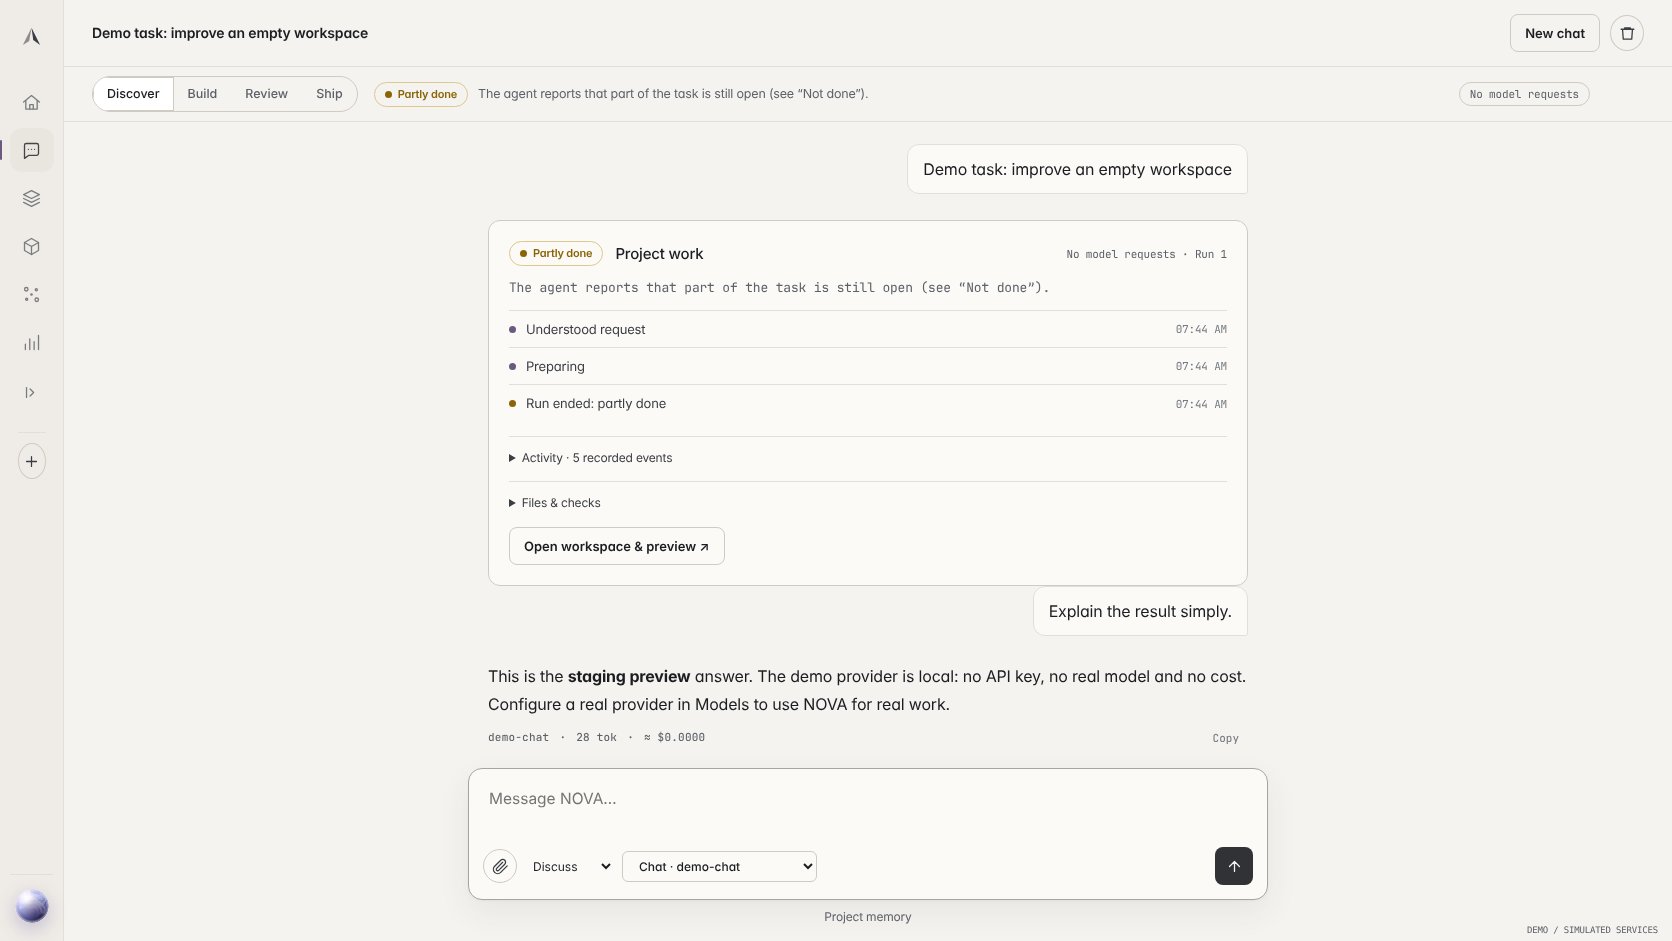 Demo task: improve an empty workspace
New chat
Discover
Build
Review
Ship
Partly done
The agent reports that part of the task is still open (see “Not done”).
No model requests
Demo task: improve an empty workspace
Partly done
Project work
No model requests · Run 1
The agent reports that part of the task is still open (see “Not done”).
Understood request
07:44 AM
Preparing
07:44 AM
Run ended: partly done
07:44 AM
Activity · 5 recorded events
Files & checks
Open workspace & preview ↗
Explain the result simply.
This is the staging preview answer. The demo provider is local: no API key, no real model and no cost.
Configure a real provider in Models to use NOVA for real work.
demo-chat · 28 tok · ≈ $0.0000
Copy
Message NOVA…
Discuss
Chat · demo-chat
Project memory
DEMO / SIMULATED SERVICES